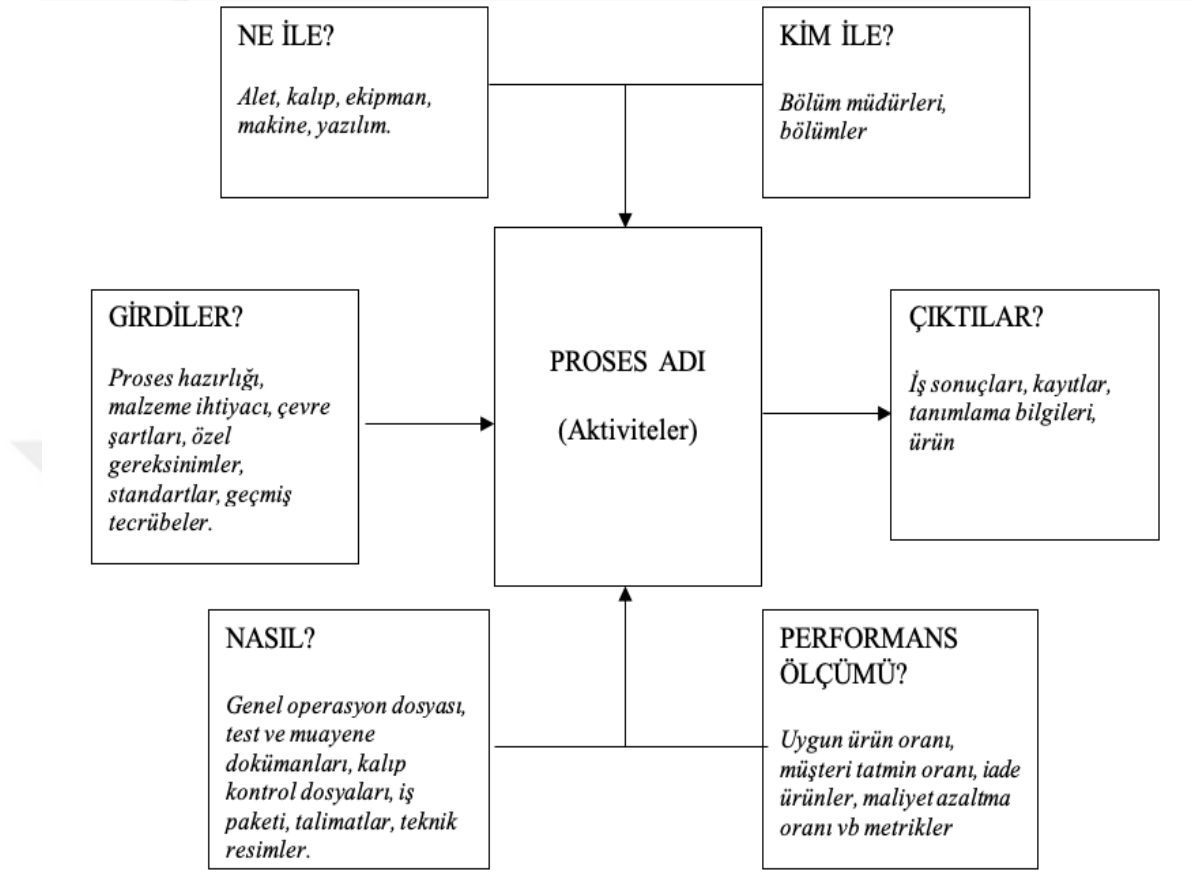 NE İLE?
Alet, kalıp, ekipman,
makine, yazılım.
KİM İLE?
Bölüm müdürleri,
bölümler
GİRDİLER?
Proses hazırlığı,
malzeme ihtiyacı, çevre
şartları, özel
gereksinimler,
standartlar, geçmiş
tecrübeler.
PROSES ADI
(Aktiviteler)
ÇIKTILAR?
İş sonuçları, kayıtlar,
tanımlama bilgileri,
ürün
NASIL?
Genel operasyon dosyası,
test ve muayene
dokümanları, kalıp
kontrol dosyaları, iş
paketi, talimatlar, teknik
resimler.
PERFORMANS
ÖLÇÜMÜ?
Uygun ürün oranı,
müşteri tatmin oranı, iade
ürünler, maliyet azaltma
oranı vb metrikler